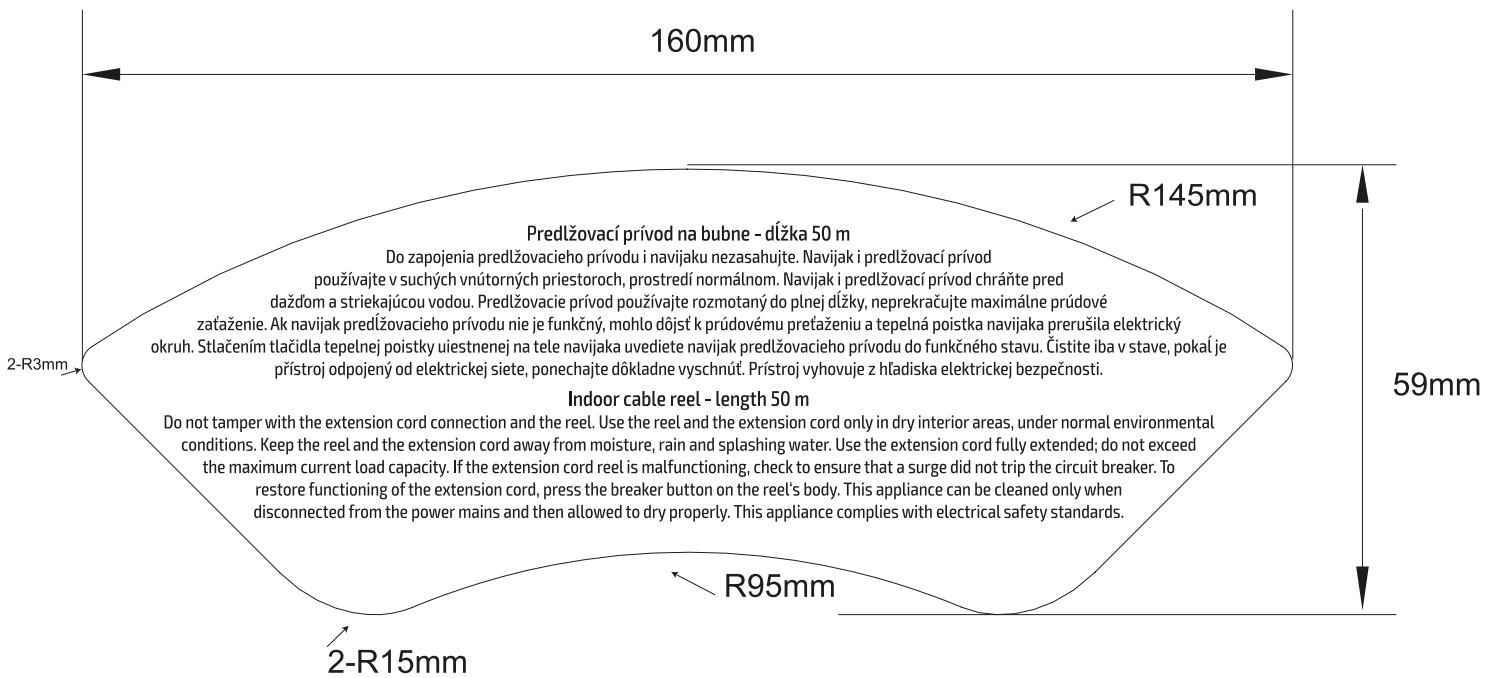 160mm
R145mm
Predlžovací prívod na bubne - dĺžka 50 m
Do zapojenia predlžovacieho prívodu i navijaku nezasahujte. Navijak i predlžovací prívod
používajte v suchých vnútorných priestoroch, prostredí normálnom. Navijak i predlžovací prívod chráňte pred
dažďom a striekajúcou vodou. Predlžovacie prívod používajte rozmotaný do plnej dĺžky, neprekračujte maximálne prúdové
zaťaženie. Ak navijak predĺžovacieho prívodu nie je funkčný, mohlo dôjsť k prúdovému preťaženiu a tepelná poistka navijaka prerušila elektrický
okruh. Stlačením tlačidla tepelnej poistky uiestnenej na tele navijaka uvediete navijak predlžovacieho prívodu do funkčného stavu. Čistite iba v stave, pokaĺ je
prístroj odpojený od elektrickej siete, ponechajte dôkladne vyschnúť. Prístroj vyhovuje z hľadiska elektrickej bezpečnosti.
2-R3mm
59mm
Indoor cable reel - length 50 m
Do not tamper with the extension cord connection and the reel. Use the reel and the extension cord only in dry interior areas, under normal environmental
conditions. Keep the reel and the extension cord away from moisture, rain and splashing water. Use the extension cord fully extended; do not exceed
the maximum current load capacity. If the extension cord reel is malfunctioning, check to ensure that a surge did not trip the circuit breaker. To
restore functioning of the extension cord, press the breaker button on the reel's body. This appliance can be cleaned only when
disconnected from the power mains and then allowed to dry properly. This appliance complies with electrical safety standards.
R95mm
2-R15mm